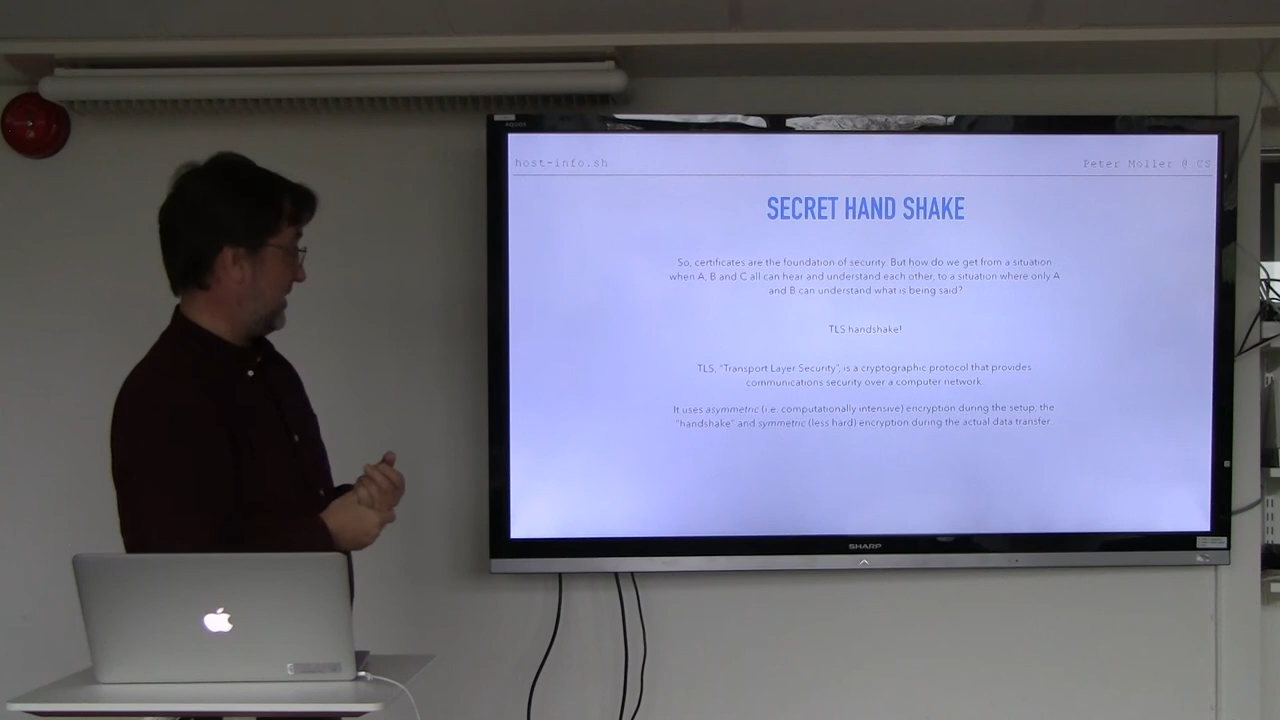 AQUOS
host-info.sh
Peter Möller @ CS
SECRET HAND SHAKE
So, certificates are the foundation of security. But how do we get from a situation
when A, B and C all can hear and understand each other, to a situation where only A
and B can understand what is being said?
TLS handshake!
TLS, "Transport Layer Security", is a cryptographic protocol that provides
communications security over a computer network.
It uses asymmetric (i.e. computationally intensive) encryption during the setup, the
"handshake" and symmetric (less hard) encryption during the actual data transfer.
SHARP